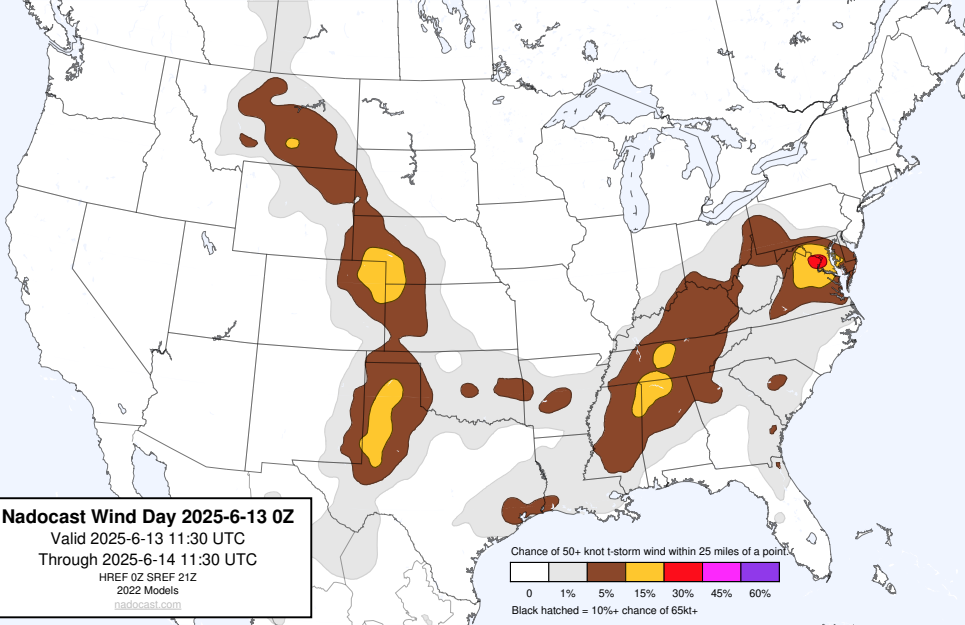 Nadocast Wind Day 2025-6-13 0Z
Valid 2025-6-13 11:30 UTC
Through 2025-6-14 11:30 UTC
HREF 0Z SREF 21Z
2022 Models
nadocast.com
Chance of 50+ knot t-storm wind within 25 miles of a point.
0 1% 5% 15% 30% 45% 60%
Black hatched = 10%+ chance of 65kt+